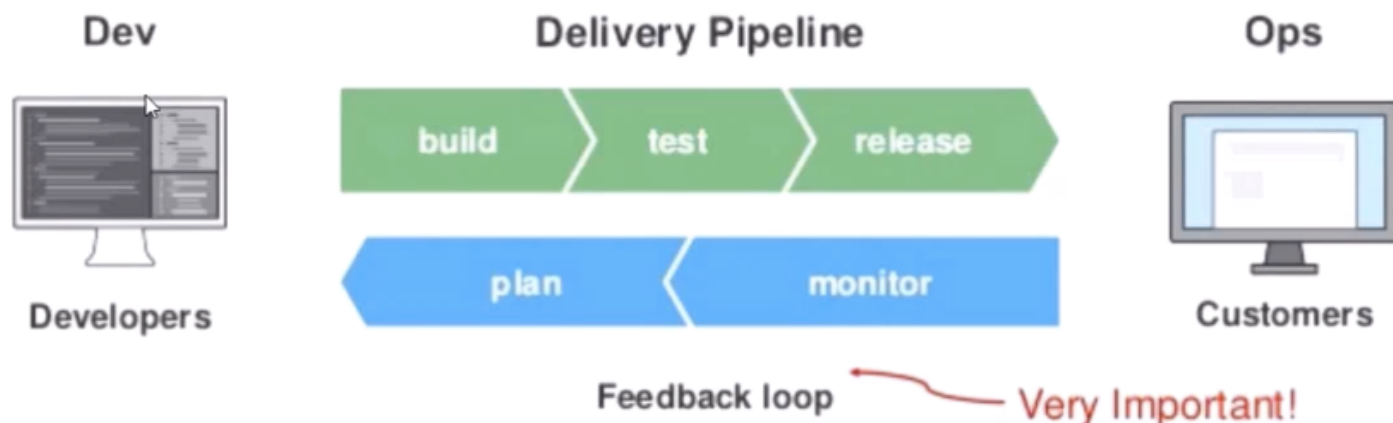 Dev
Delivery Pipeline
Ops
build
test
release
plan
monitor
Developers
Customers
Feedback loop
Very Important!